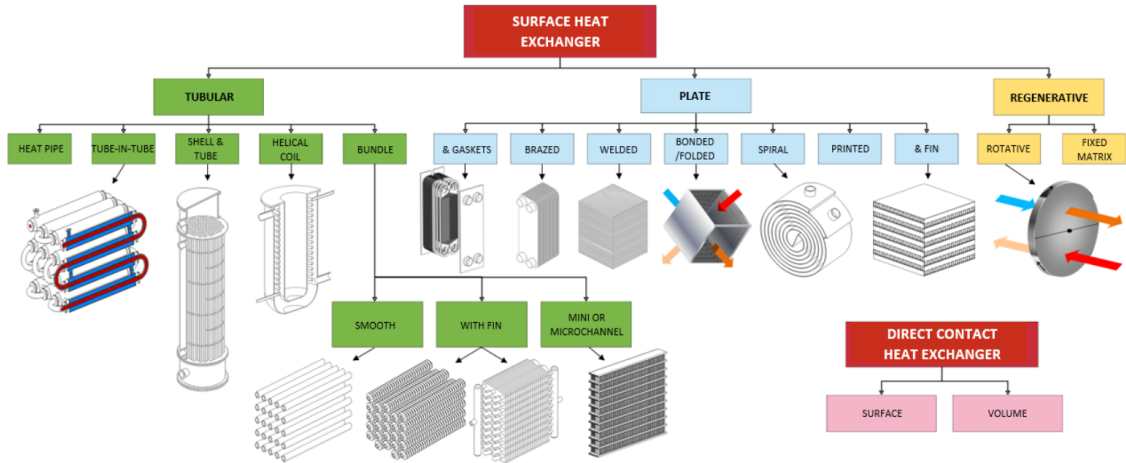 SURFACE HEAT
EXCHANGER
TUBULAR
PLATE
REGENERATIVE
HEAT PIPE
TUBE-IN-TUBE
SHELL &
TUBE
HELICAL
COIL
BUNDLE
& GASKETS
BRAZED
WELDED
BONDED
/FOLDED
SPIRAL
PRINTED
& FIN
ROTATIVE
FIXED
MATRIX
SMOOTH
WITH FIN
MINI OR
MICROCHANNEL
DIRECT CONTACT
HEAT EXCHANGER
SURFACE
VOLUME